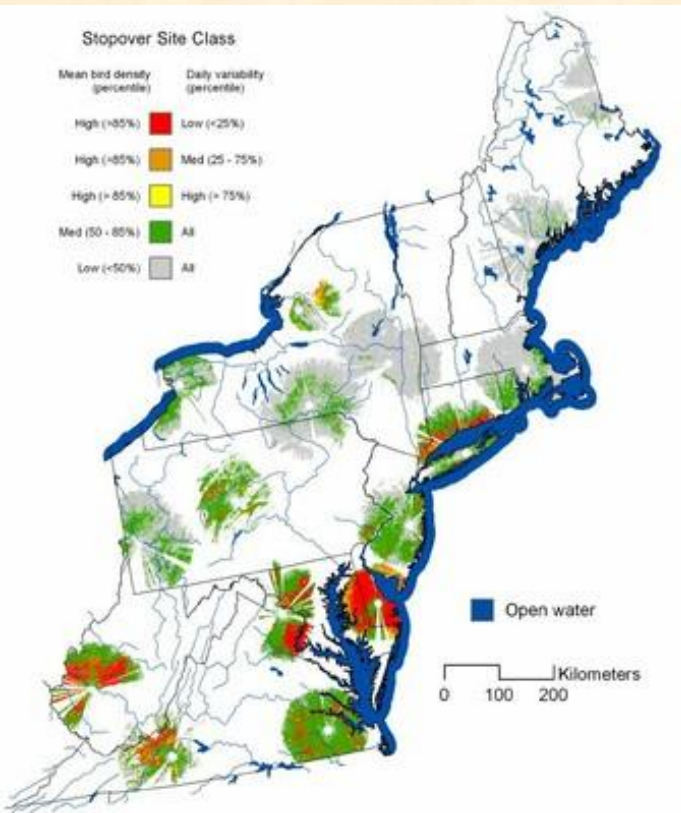 Stopover Site Class
Mean bird density Daily variability
(percentile) (percentile)
High (>85%) Low (<25%)
High (>85%) Med (25 - 75%)
High (> 85%) High (> 75%)
Med (50 - 85%) All
Low (<50%) All
Open water
Kilometers
0 100 200